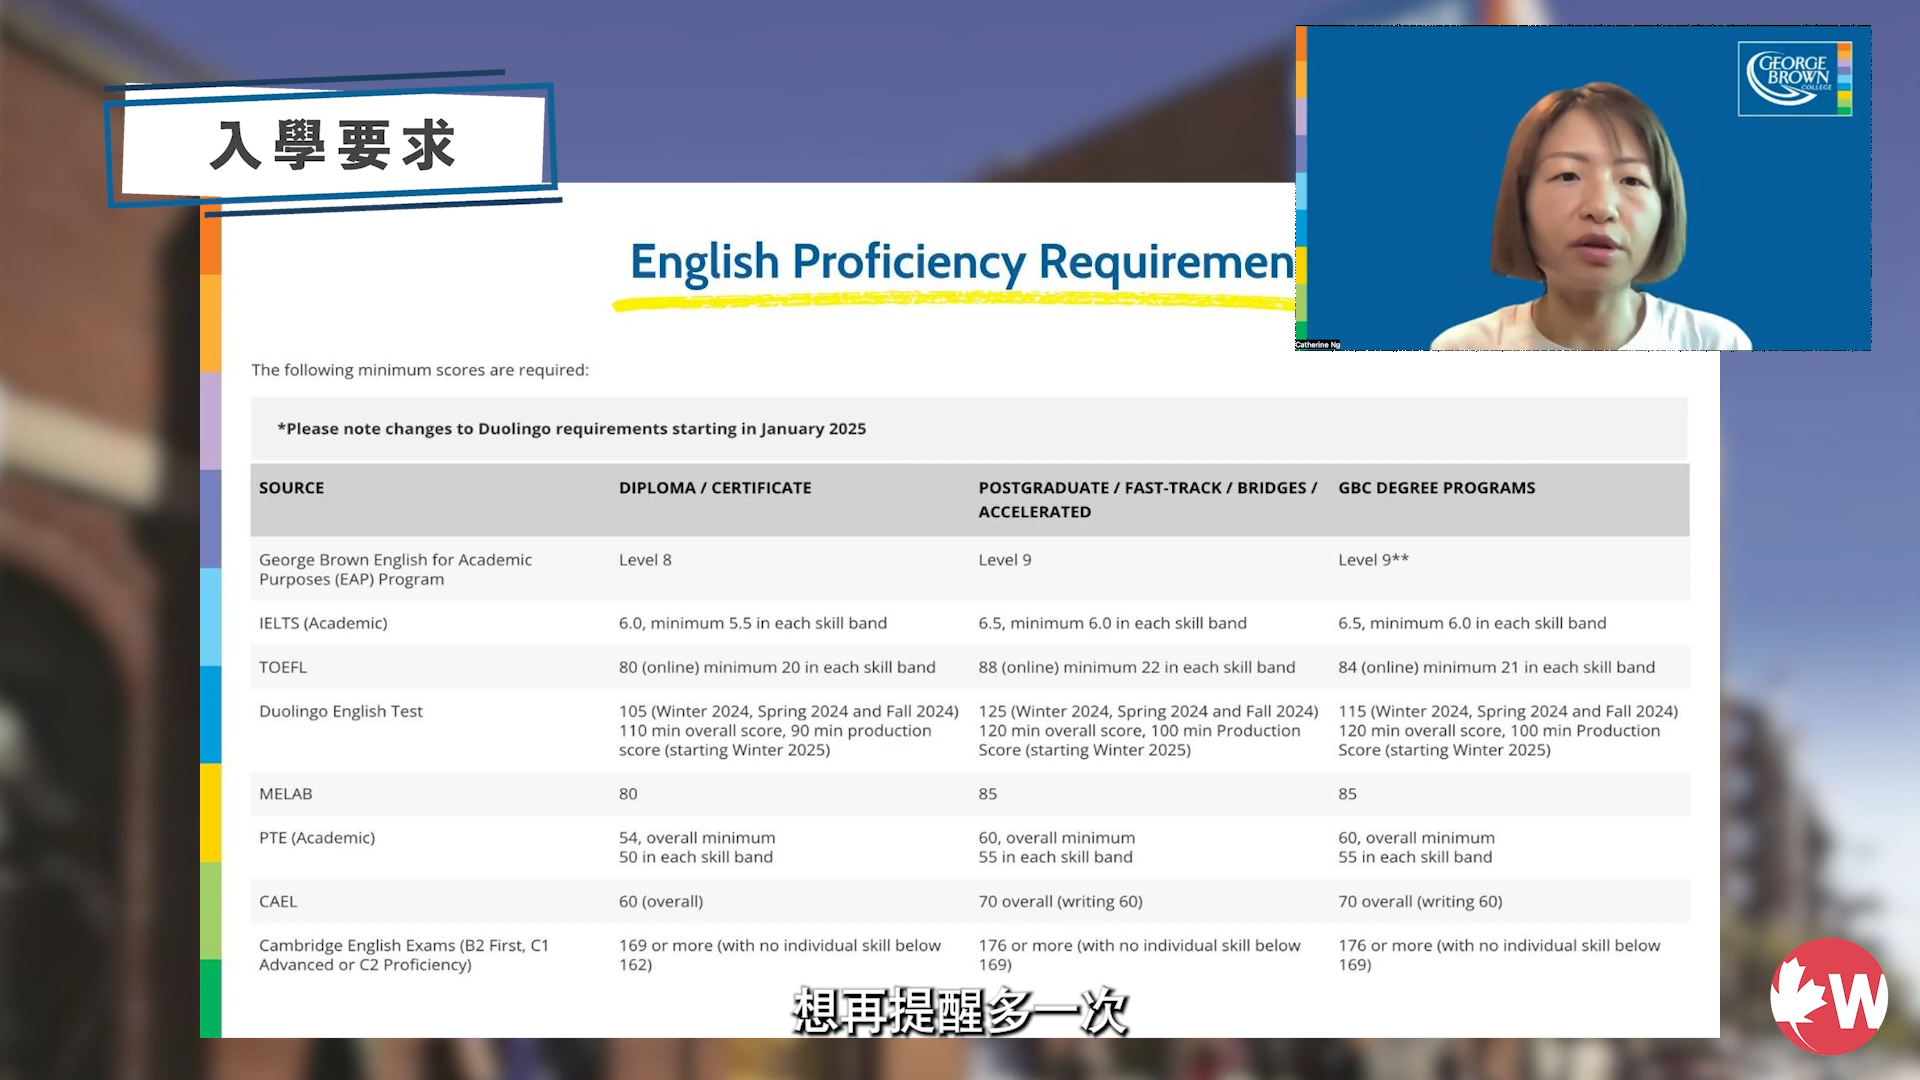 入學要求
GEORGE
BROWN
COLLEGE
Catherine Ng
English Proficiency Requiremen
The following minimum scores are required:
*Please note changes to Duolingo requirements starting in January 2025
SOURCE
DIPLOMA / CERTIFICATE
POSTGRADUATE / FAST-TRACK / BRIDGES /
ACCELERATED
GBC DEGREE PROGRAMS
George Brown English for Academic
Purposes (EAP) Program
Level 8
Level 9
Level 9**
IELTS (Academic)
6.0, minimum 5.5 in each skill band
6.5, minimum 6.0 in each skill band
6.5, minimum 6.0 in each skill band
TOEFL
80 (online) minimum 20 in each skill band
88 (online) minimum 22 in each skill band
84 (online) minimum 21 in each skill band
Duolingo English Test
105 (Winter 2024, Spring 2024 and Fall 2024)
110 min overall score, 90 min production
score (starting Winter 2025)
125 (Winter 2024, Spring 2024 and Fall 2024)
120 min overall score, 100 min Production
Score (starting Winter 2025)
115 (Winter 2024, Spring 2024 and Fall 2024)
120 min overall score, 100 min Production
Score (starting Winter 2025)
MELAB
80
85
85
PTE (Academic)
54, overall minimum
50 in each skill band
60, overall minimum
55 in each skill band
60, overall minimum
55 in each skill band
CAEL
60 (overall)
70 overall (writing 60)
70 overall (writing 60)
Cambridge English Exams (B2 First, C1
Advanced or C2 Proficiency)
169 or more (with no individual skill below
162)
176 or more (with no individual skill below
169)
176 or more (with no individual skill below
169)
想再提醒多一次
W